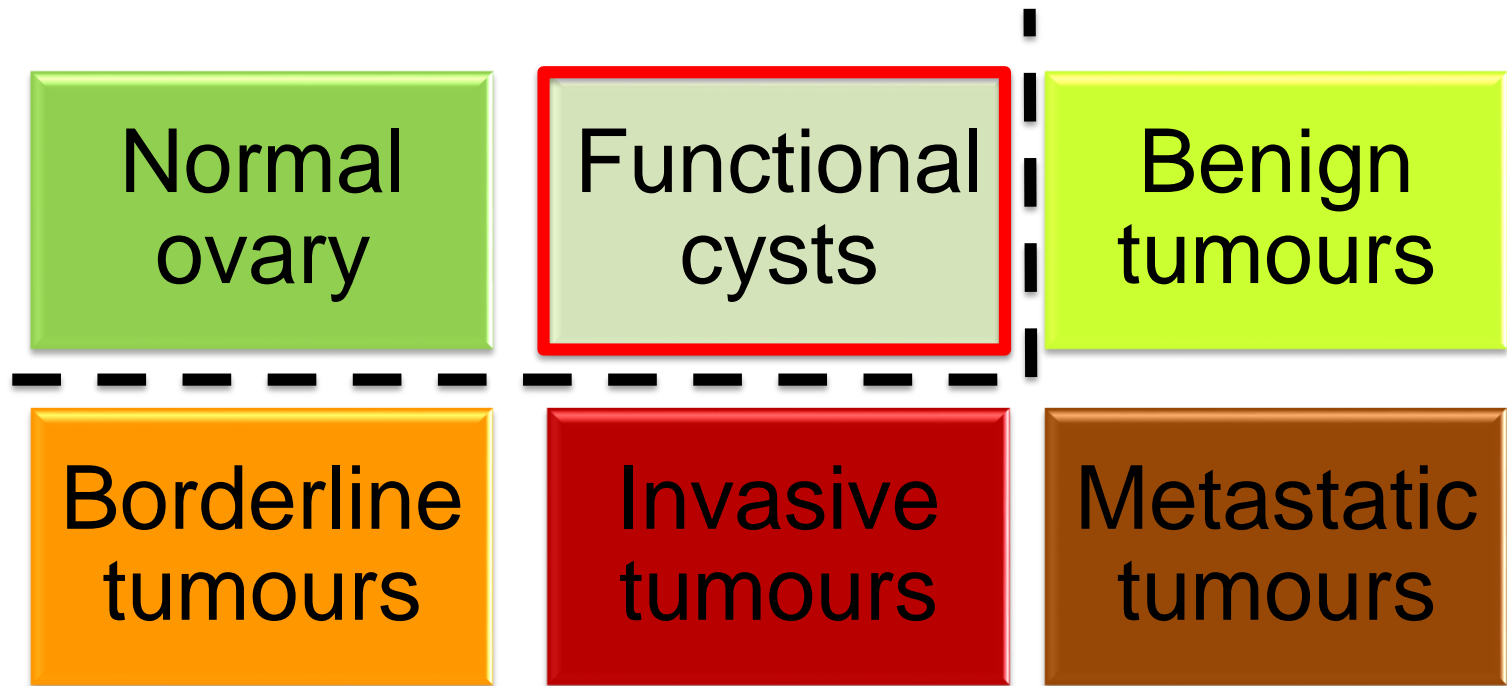 Normal
ovary
Functional
cysts
Benign
tumours
Borderline
tumours
Invasive
tumours
Metastatic
tumours